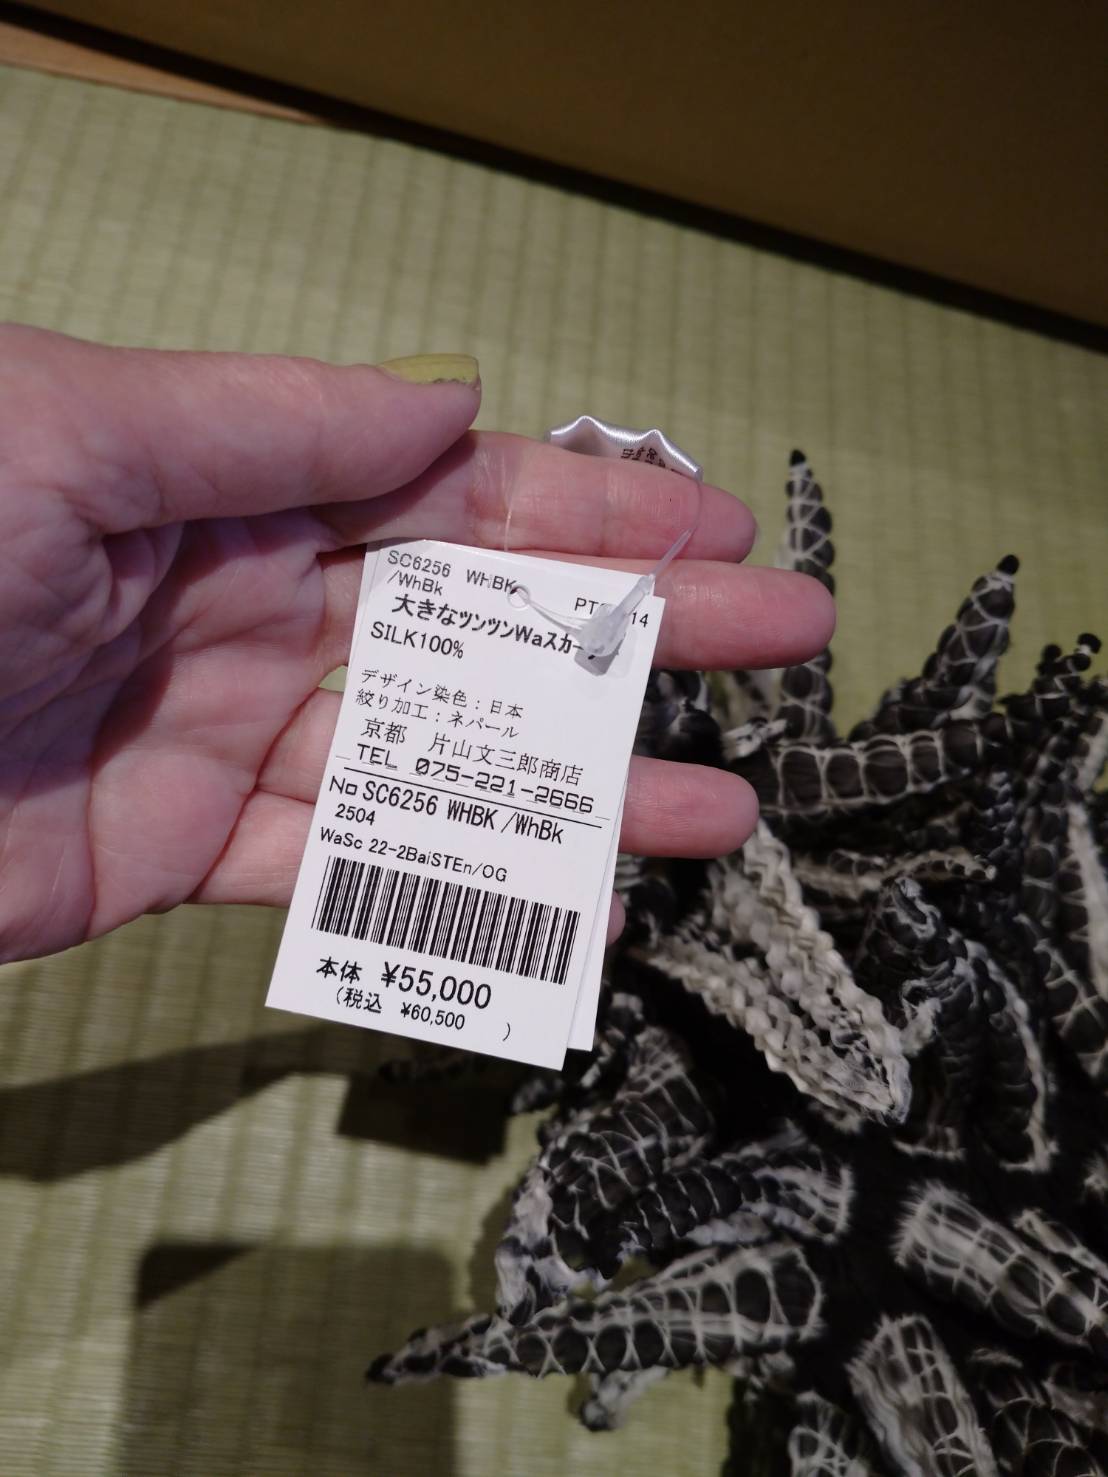 SC6256 WHBK
/WhBk
14
大きなツンツンWaスカー
SILK100%
デザイン染色：日本
絞り加工：ネパール
京都 片山文三郎商店
TEL 075-221-2666
No SC6256 WHBK /WhBk
2504
WaSc 22-2BaiSTEn/OG
本体 ¥55,000
（税込 ¥60,500 ）